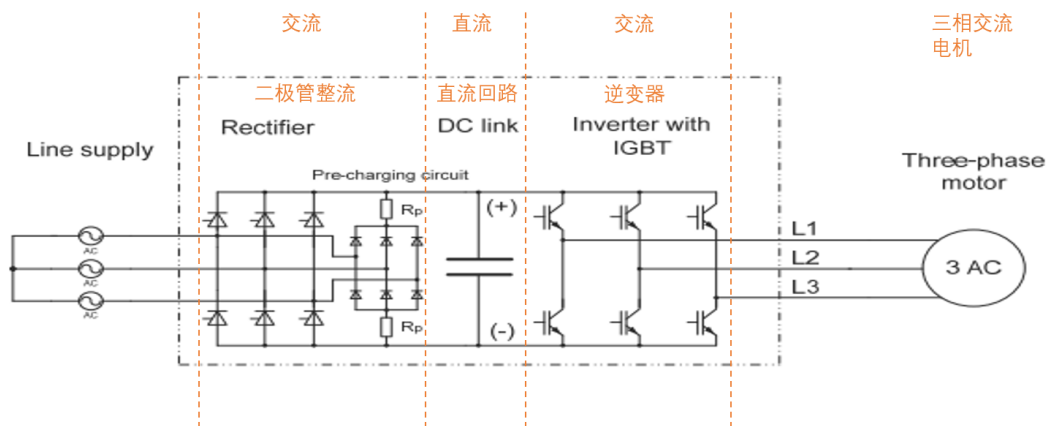 交流
直流
交流
三相交流
电机
二极管整流
直流回路
逆变器
Rectifier
DC link
Inverter with
IGBT
Line supply
Three-phase
motor
Pre-charging circuit
Rp
(+)
L1
AC
L2
3 AC
AC
L3
AC
Rp
(-)